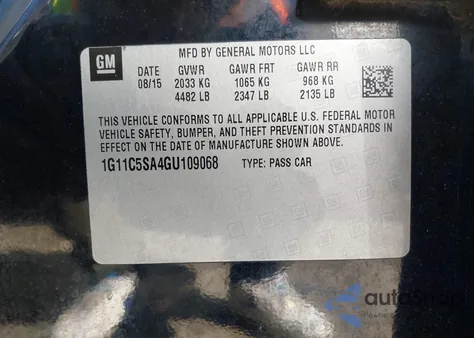 GM
MFD BY GENERAL MOTORS LLC
DATE GVWR GAWR FRT GAWR RR
08/15 2033 KG 1065 KG 968 KG
4482 LB 2347 LB 2135 LB
THIS VEHICLE CONFORMS TO ALL APPLICABLE U.S. FEDERAL MOTOR
VEHICLE SAFETY, BUMPER, AND THEFT PREVENTION STANDARDS IN
EFFECT ON THE DATE OF MANUFACTURE SHOWN ABOVE.
1G11C5SA4GU109068 TYPE: PASS CAR